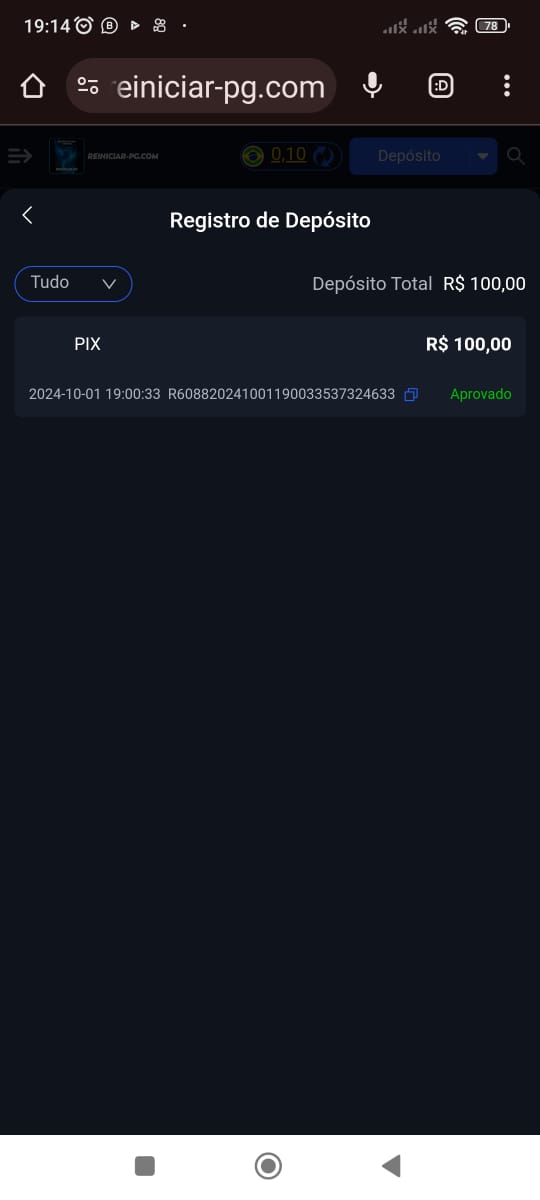 19:14
78
einiciar-pg.com
:D
REINICIAR-PG.COM
0,10
Depósito
Registro de Depósito
Tudo
Depósito Total R$ 100,00
PIX
R$ 100,00
2024-10-01 19:00:33 R608820241001190033537324633
Aprovado